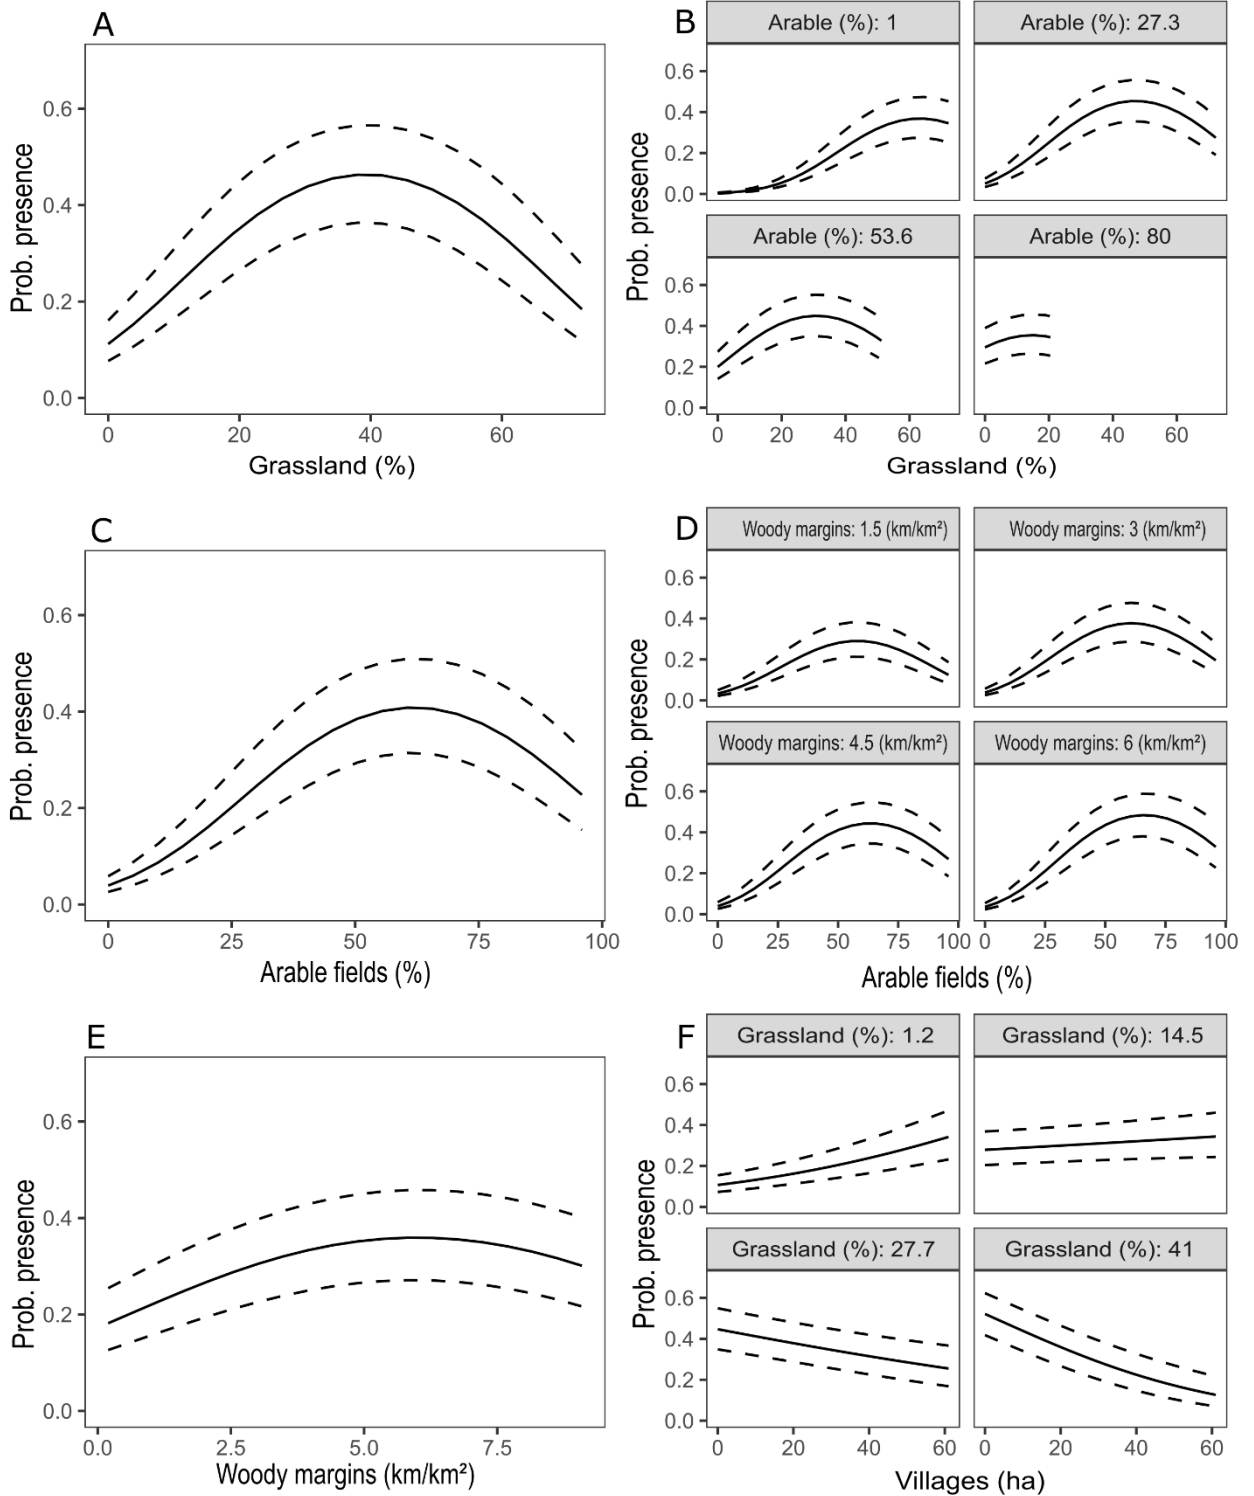 A
Prob. presence
0.6
0.4
0.2
0.0
0 20 40 60
Grassland (%)
B
Prob. presence
Arable (%): 1
Arable (%): 27.3
0.6
0.4
0.2
0.0
Arable (%): 53.6
Arable (%): 80
0.6
0.4
0.2
0.0
0 20 40 60
0 20 40 60
Grassland (%)
C
Prob. presence
0.6
0.4
0.2
0.0
0 25 50 75 100
Arable fields (%)
D
Prob. presence
Woody margins: 1.5 (km/km²)
Woody margins: 3 (km/km²)
0.6
0.4
0.2
0.0
Woody margins: 4.5 (km/km²)
Woody margins: 6 (km/km²)
0.6
0.4
0.2
0.0
0 25 50 75 100
0 25 50 75 100
Arable fields (%)
E
Prob. presence
0.6
0.4
0.2
0.0
0.0 2.5 5.0 7.5
Woody margins (km/km²)
F
Prob. presence
Grassland (%): 1.2
Grassland (%): 14.5
0.6
0.4
0.2
0.0
Grassland (%): 27.7
Grassland (%): 41
0.6
0.4
0.2
0.0
0 20 40 60
0 20 40 60
Villages (ha)